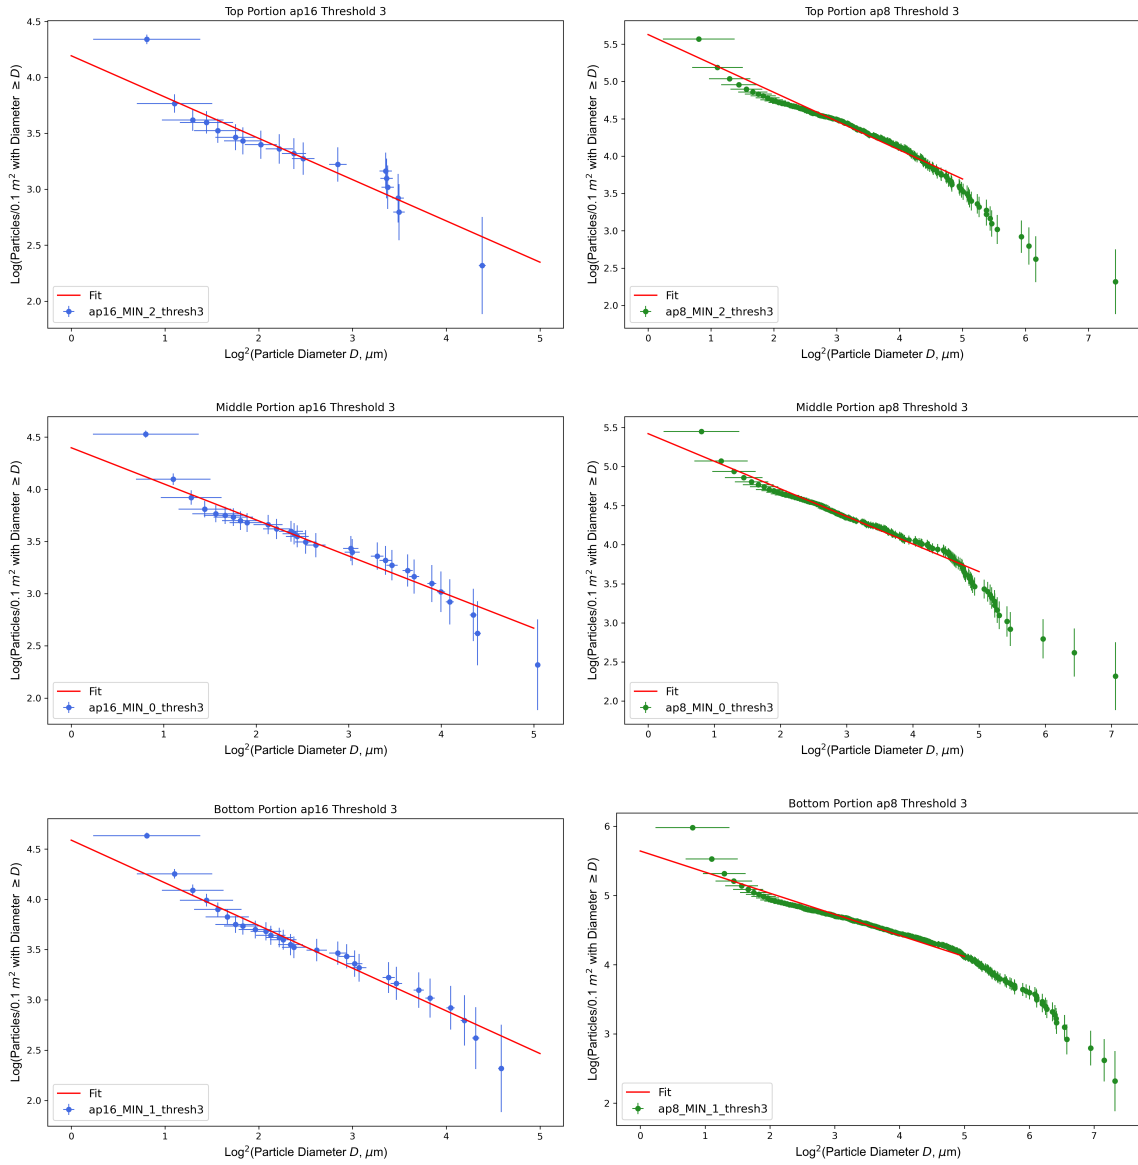 Top Portion ap16 Threshold 3
Log(Particles/0.1 m² with Diameter ≥ D)
4.5
4.0
3.5
3.0
2.5
2.0
Fit
ap16_MIN_2_thresh3
0 1 2 3 4 5
Log²(Particle Diameter D, μm)
Top Portion ap8 Threshold 3
Log(Particles/0.1 m² with Diameter ≥ D)
5.5
5.0
4.5
4.0
3.5
3.0
2.5
2.0
Fit
ap8_MIN_2_thresh3
0 1 2 3 4 5 6 7
Log²(Particle Diameter D, μm)
Middle Portion ap16 Threshold 3
Log(Particles/0.1 m² with Diameter ≥ D)
4.5
4.0
3.5
3.0
2.5
2.0
Fit
ap16_MIN_0_thresh3
0 1 2 3 4 5
Log²(Particle Diameter D, μm)
Middle Portion ap8 Threshold 3
Log(Particles/0.1 m² with Diameter ≥ D)
5.5
5.0
4.5
4.0
3.5
3.0
2.5
2.0
Fit
ap8_MIN_0_thresh3
0 1 2 3 4 5 6 7
Log²(Particle Diameter D, μm)
Bottom Portion ap16 Threshold 3
Log(Particles/0.1 m² with Diameter ≥ D)
4.5
4.0
3.5
3.0
2.5
2.0
Fit
ap16_MIN_1_thresh3
0 1 2 3 4 5
Log²(Particle Diameter D, μm)
Bottom Portion ap8 Threshold 3
Log(Particles/0.1 m² with Diameter ≥ D)
6
5
4
3
2
Fit
ap8_MIN_1_thresh3
0 1 2 3 4 5 6 7
Log²(Particle Diameter D, μm)